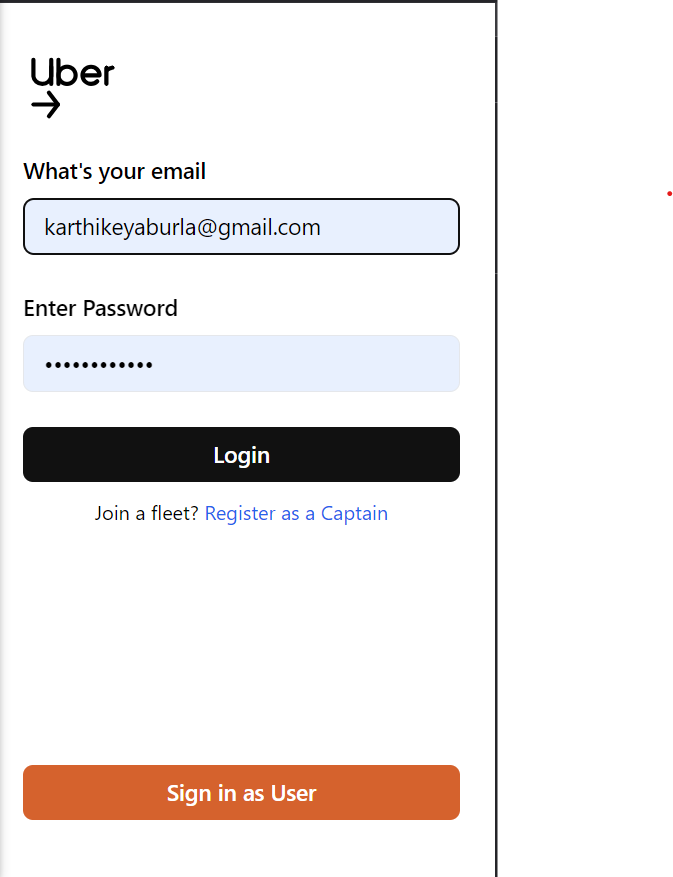 Uber
What's your email
karthikeyaburla@gmail.com
Enter Password
••••••••••••
Login
Join a fleet? Register as a Captain
Sign in as User